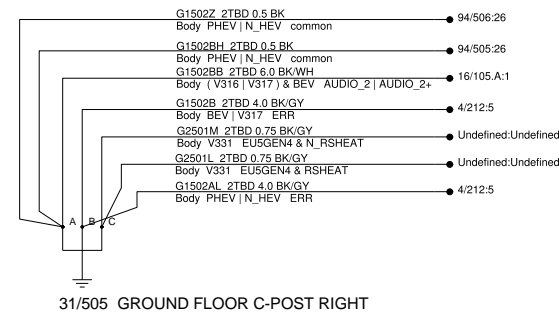 G1502Z 2TBD 0.5 BK
94/506:26
Body PHEV | N_HEV common
G1502BH 2TBD 0.5 BK
94/505:26
Body PHEV | N_HEV common
G1502BB 2TBD 6.0 BK/WH
16/105.A:1
Body ( V316 | V317 ) & BEV AUDIO_2 | AUDIO_2+
G1502B 2TBD 4.0 BK/GY
4/212:5
Body BEV | V317 ERR
G2501M 2TBD 0.75 BK/GY
Undefined:Undefined
Body V331 EU5GEN4 & N_RSHEAT
G2501L 2TBD 0.75 BK/GY
Undefined:Undefined
Body V331 EU5GEN4 & RSHEAT
G1502AL 2TBD 4.0 BK/GY
4/212:5
Body PHEV | N_HEV ERR
A B C
31/505 GROUND FLOOR C-POST RIGHT